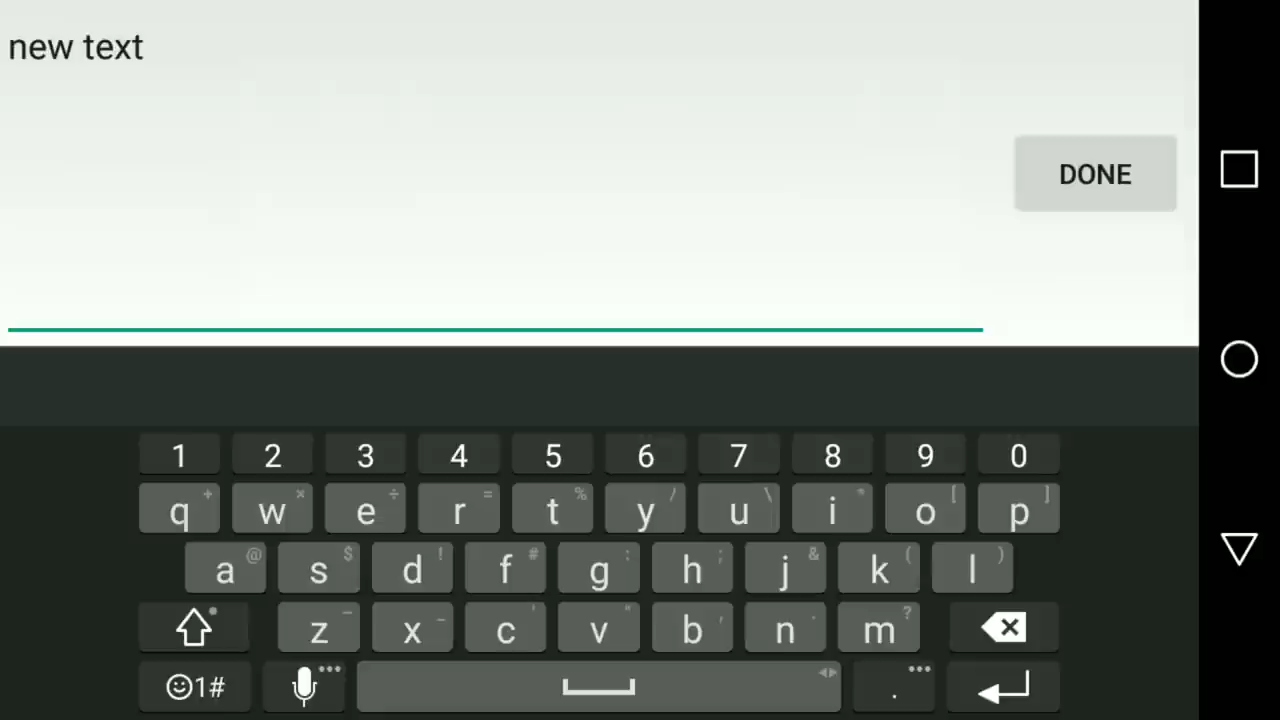 new text
DONE
1 2 3 4 5 6 7 8 9 0
q + w × e ÷ r = t % y / u \ i o [ p ]
a @ s $ d ! f # g : h ; j & k ( l )
z x c v b n m ?
1# .